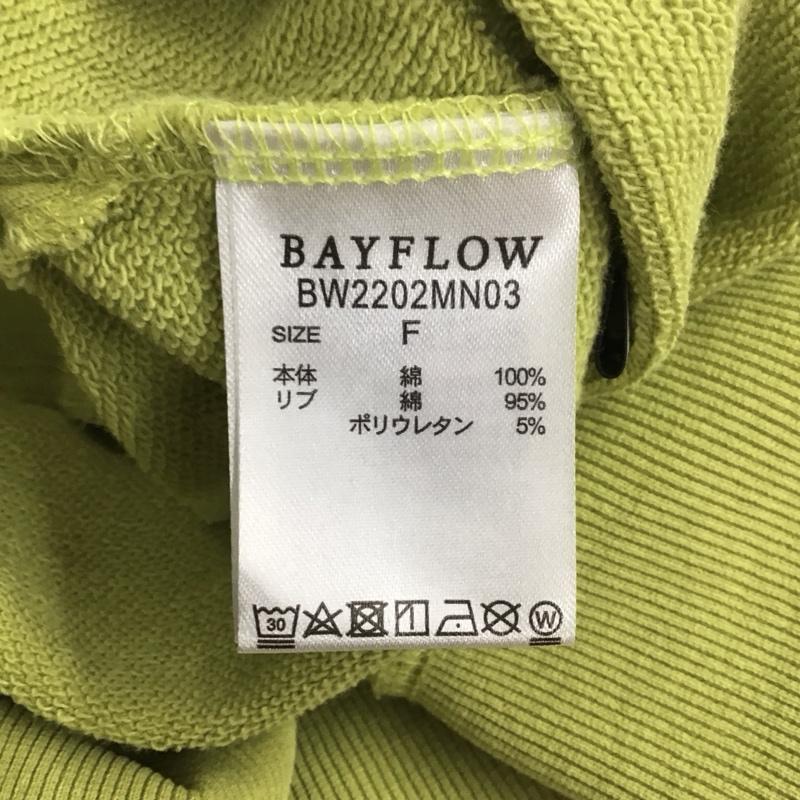 BAYFLOW
BW2202MN03
SIZE F
本体 綿 100%
リブ 綿 95%
ポリウレタン 5%
30 W